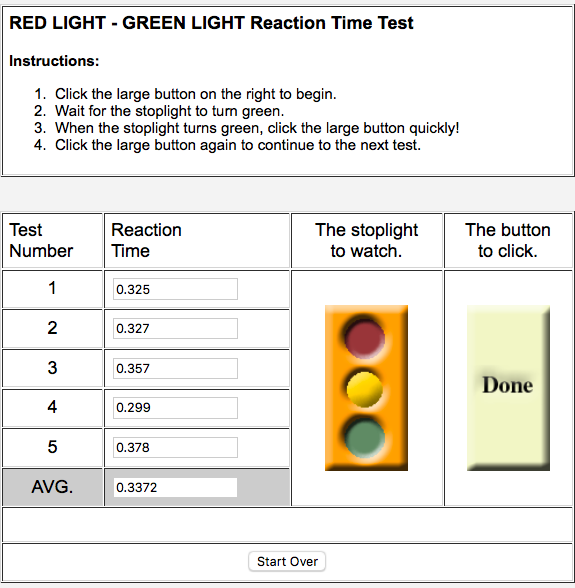 RED LIGHT - GREEN LIGHT Reaction Time Test
Instructions:
1. Click the large button on the right to begin.
2. Wait for the stoplight to turn green.
3. When the stoplight turns green, click the large button quickly!
4. Click the large button again to continue to the next test.
Test Number
Reaction Time
The stoplight to watch.
The button to click.
1 0.325
2 0.327
3 0.357
4 0.299
5 0.378
AVG. 0.3372
Done
Start Over